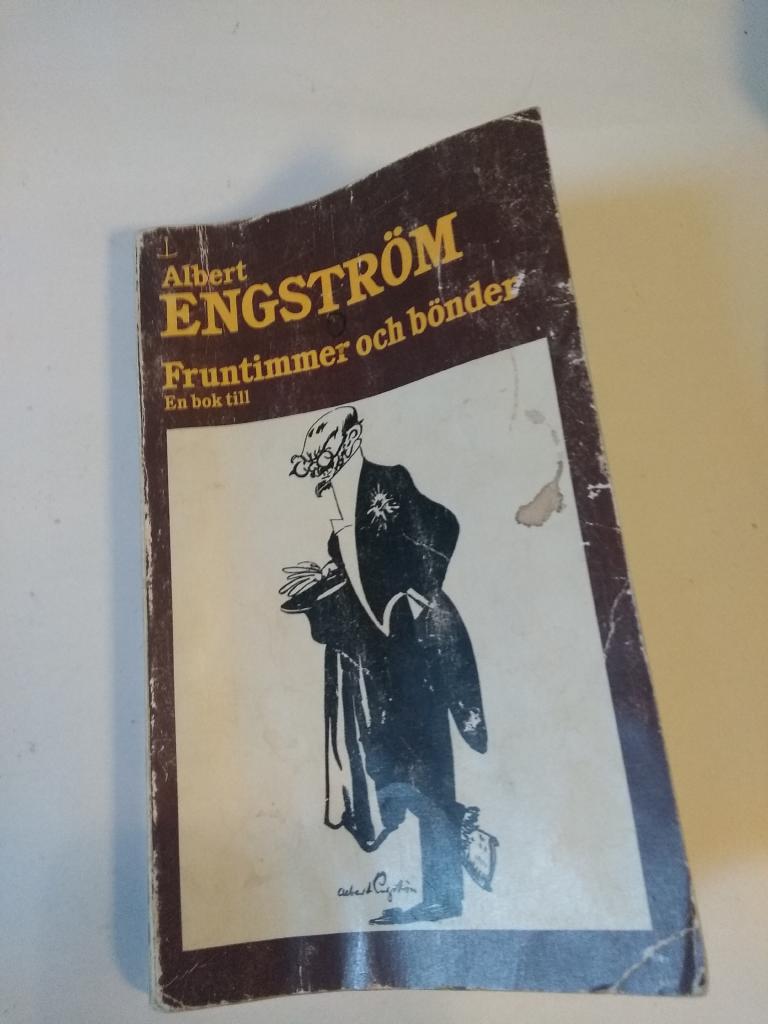 Albert
ENGSTRÖM
Fruntimmer och bönder
En bok till
Albert Engström